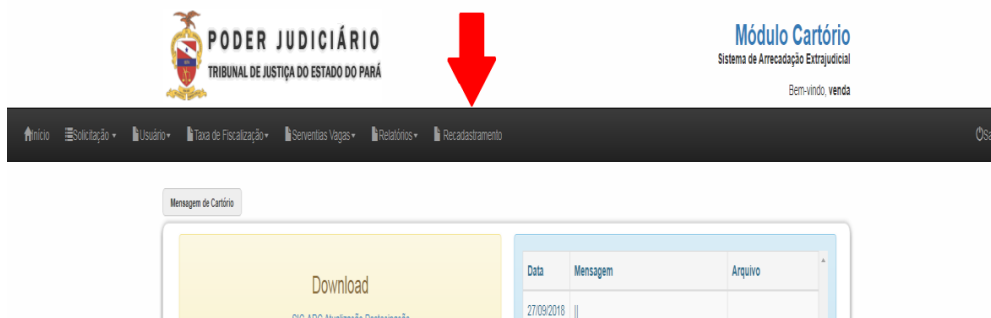 PODER JUDICIÁRIO
TRIBUNAL DE JUSTIÇA DO ESTADO DO PARÁ
Módulo Cartório
Sistema de Arrecadação Extrajudicial
Bem-vindo, venda
Início Solicitação Usuário Taxa de Fiscalização Serventias Vagas Relatórios Recadastramento
Mensagem de Cartório
Download
Data Mensagem Arquivo
27/09/2018 ||